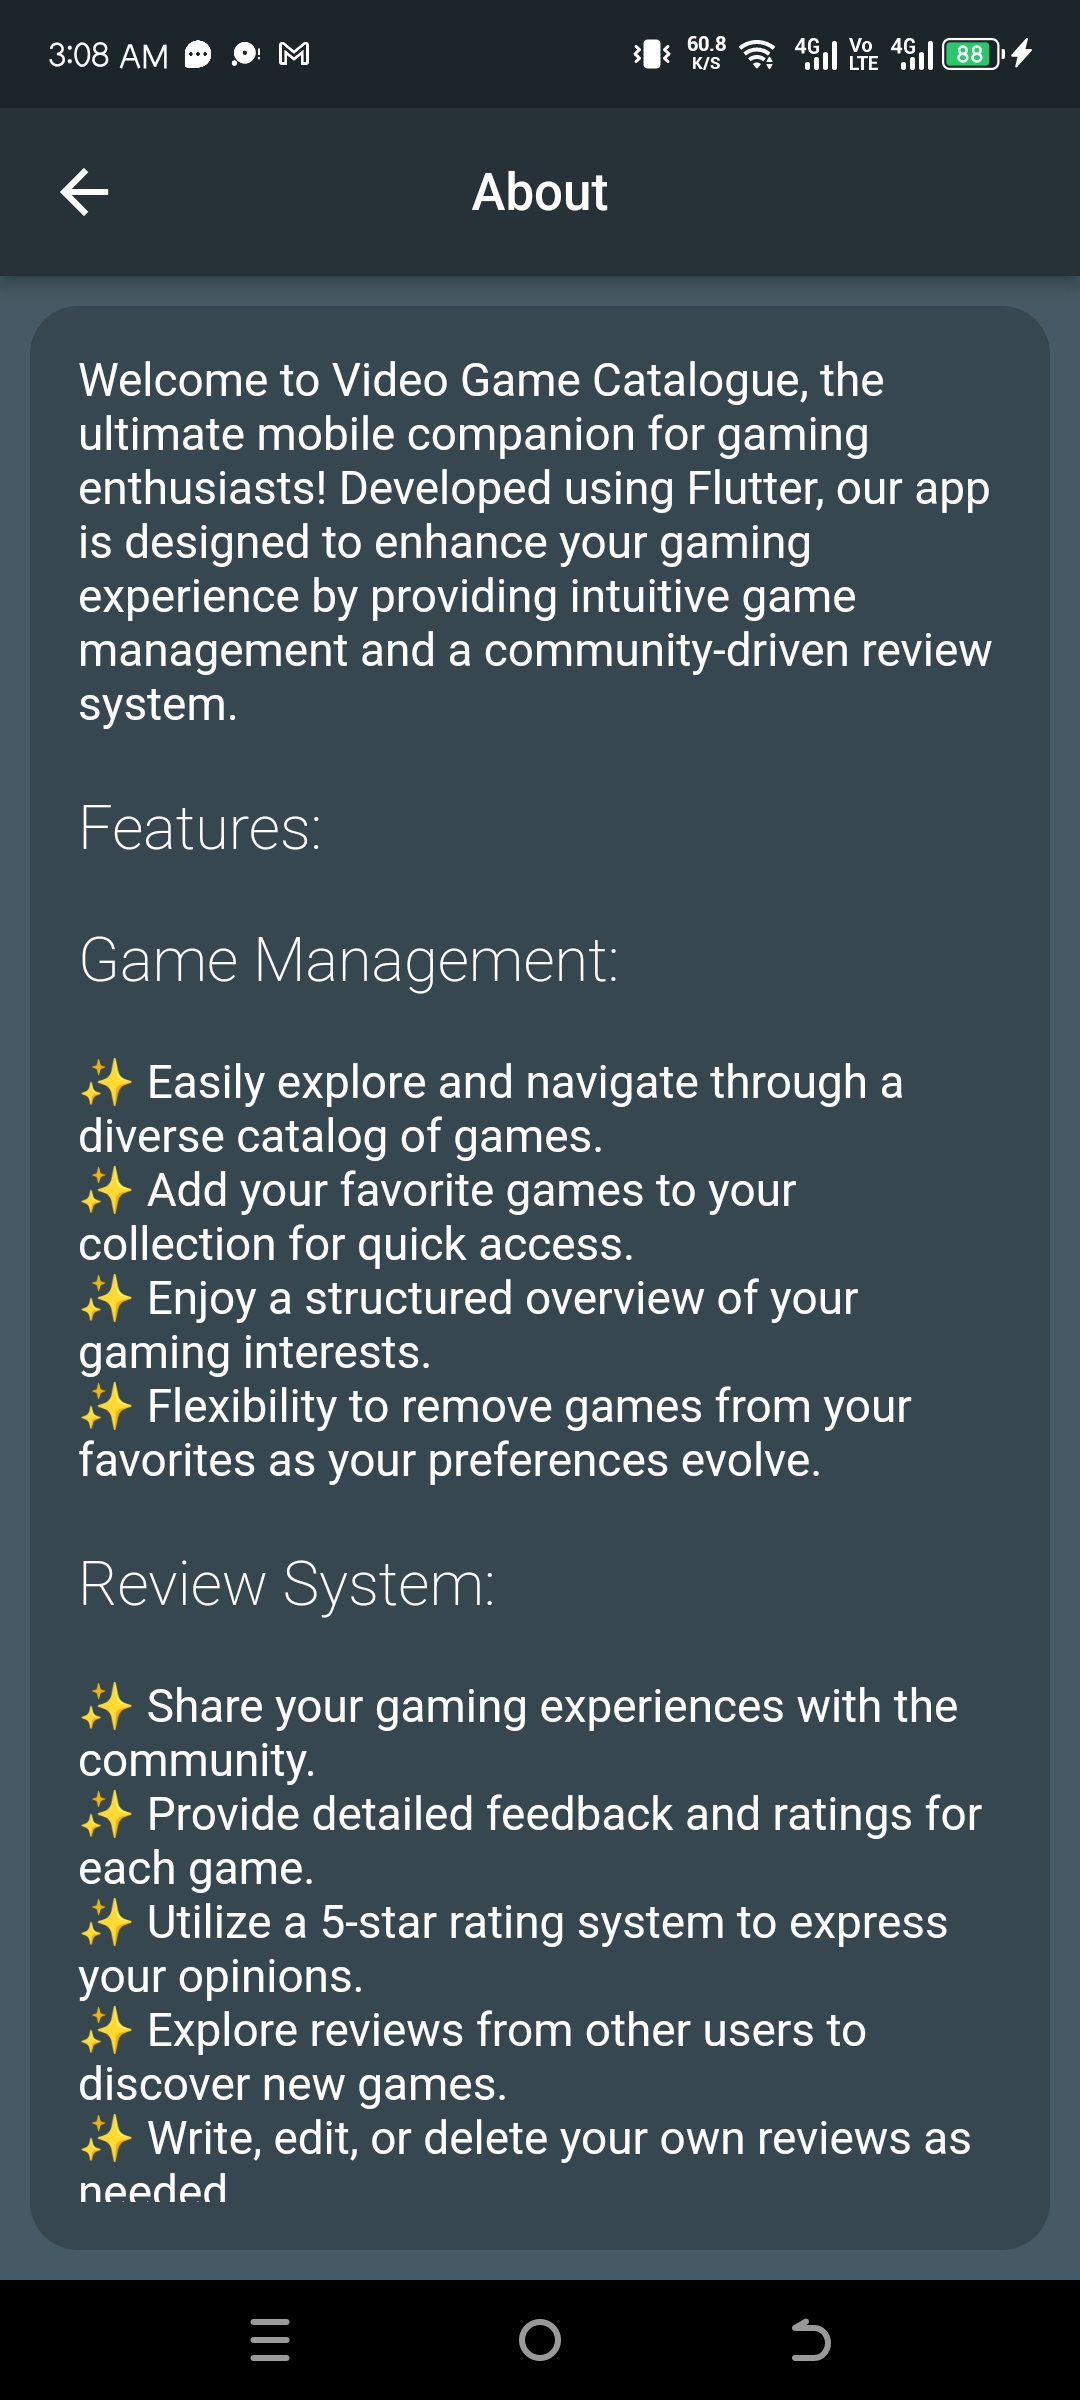 3:08 AM
60.8
K/S
4G
Vo
LTE
4G
88
About
Welcome to Video Game Catalogue, the
ultimate mobile companion for gaming
enthusiasts! Developed using Flutter, our app
is designed to enhance your gaming
experience by providing intuitive game
management and a community-driven review
system.
Features:
Game Management:
✨ Easily explore and navigate through a
diverse catalog of games.
✨ Add your favorite games to your
collection for quick access.
✨ Enjoy a structured overview of your
gaming interests.
✨ Flexibility to remove games from your
favorites as your preferences evolve.
Review System:
✨ Share your gaming experiences with the
community.
✨ Provide detailed feedback and ratings for
each game.
✨ Utilize a 5-star rating system to express
your opinions.
✨ Explore reviews from other users to
discover new games.
✨ Write, edit, or delete your own reviews as
needed